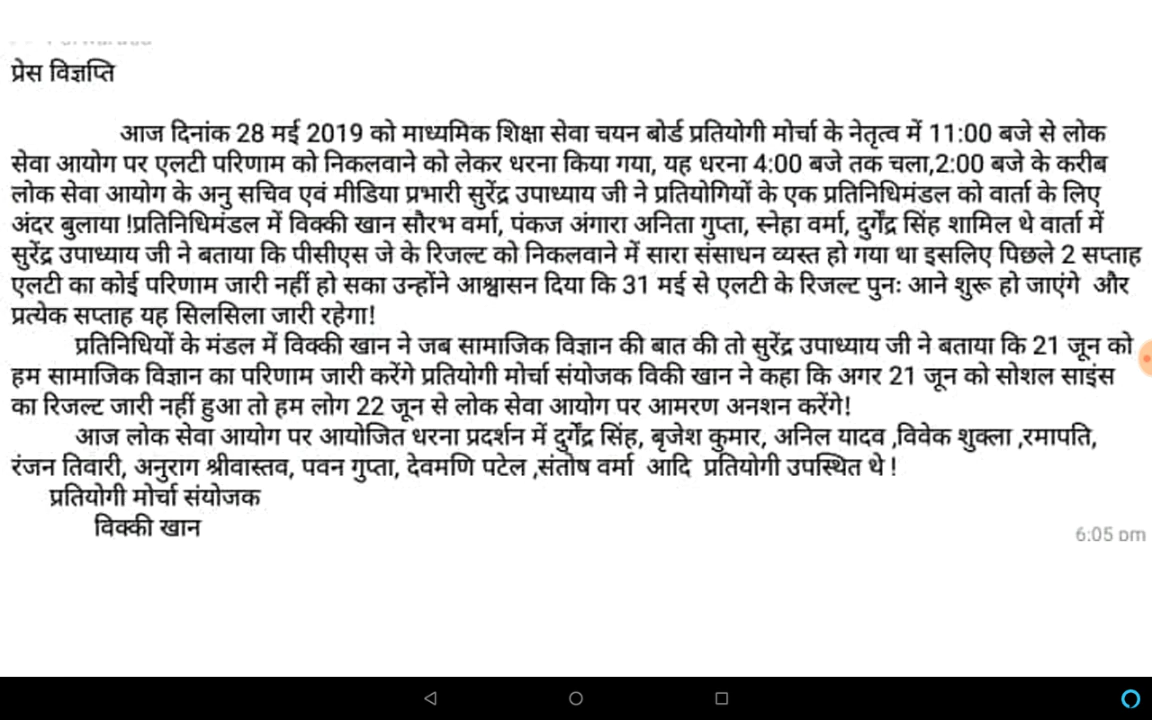 प्रेस विज्ञप्ति
आज दिनांक 28 मई 2019 को माध्यमिक शिक्षा सेवा चयन बोर्ड प्रतियोगी मोर्चा के नेतृत्व में 11:00 बजे से लोक
सेवा आयोग पर एलटी परिणाम को निकलवाने को लेकर धरना किया गया, यह धरना 4:00 बजे तक चला,2:00 बजे के करीब
लोक सेवा आयोग के अनु सचिव एवं मीडिया प्रभारी सुरेंद्र उपाध्याय जी ने प्रतियोगियों के एक प्रतिनिधिमंडल को वार्ता के लिए
अंदर बुलाया !प्रतिनिधिमंडल में विक्की खान सौरभ वर्मा, पंकज अंगारा अनिता गुप्ता, स्नेहा वर्मा, दुर्गेंद्र सिंह शामिल थे वार्ता में
सुरेंद्र उपाध्याय जी ने बताया कि पीसीएस जे के रिजल्ट को निकलवाने में सारा संसाधन व्यस्त हो गया था इसलिए पिछले 2 सप्ताह
एलटी का कोई परिणाम जारी नहीं हो सका उन्होंने आश्वासन दिया कि 31 मई से एलटी के रिजल्ट पुनः आने शुरू हो जाएंगे और
प्रत्येक सप्ताह यह सिलसिला जारी रहेगा!
प्रतिनिधियों के मंडल में विक्की खान ने जब सामाजिक विज्ञान की बात की तो सुरेंद्र उपाध्याय जी ने बताया कि 21 जून को
हम सामाजिक विज्ञान का परिणाम जारी करेंगे प्रतियोगी मोर्चा संयोजक विकी खान ने कहा कि अगर 21 जून को सोशल साइंस
का रिजल्ट जारी नहीं हुआ तो हम लोग 22 जून से लोक सेवा आयोग पर आमरण अनशन करेंगे!
आज लोक सेवा आयोग पर आयोजित धरना प्रदर्शन में दुर्गेंद्र सिंह, बृजेश कुमार, अनिल यादव ,विवेक शुक्ला ,रमापति,
रंजन तिवारी, अनुराग श्रीवास्तव, पवन गुप्ता, देवमणि पटेल ,संतोष वर्मा आदि प्रतियोगी उपस्थित थे !
प्रतियोगी मोर्चा संयोजक
विक्की खान
6:05 pm